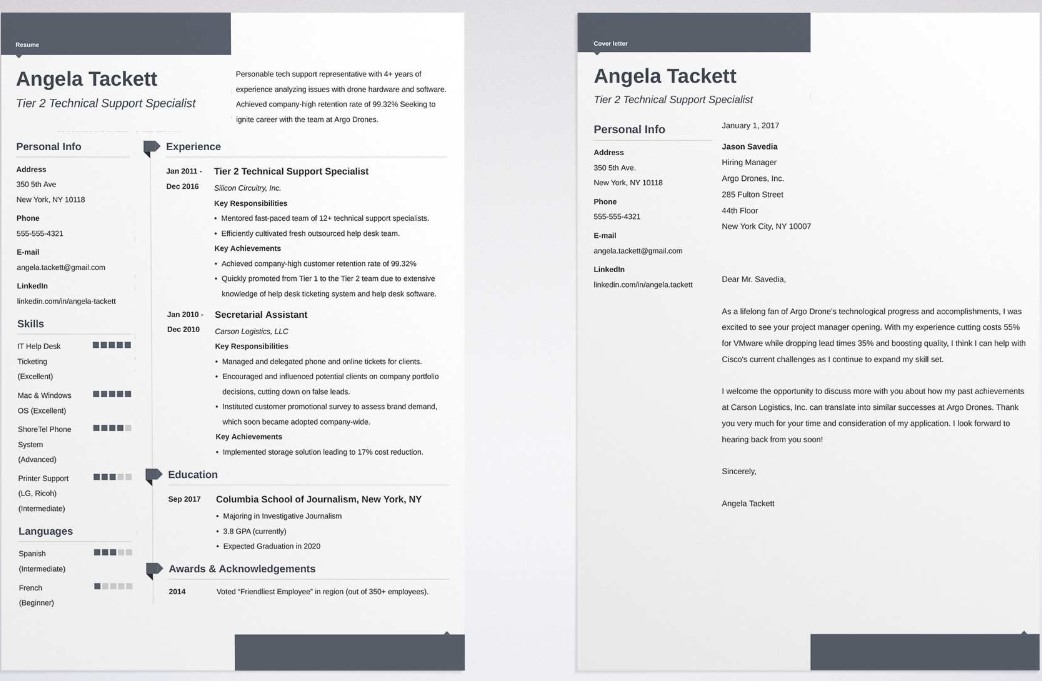 Resume
Angela Tackett
Tier 2 Technical Support Specialist
Personable tech support representative with 4+ years of
experience analyzing issues with drone hardware and software.
Achieved company-high retention rate of 99.32% Seeking to
ignite career with the team at Argo Drones.
Personal Info
Address
350 5th Ave
New York, NY 10118
Phone
555-555-4321
E-mail
angela.tackett@gmail.com
LinkedIn
linkedin.com/in/angela-tackett
Skills
IT Help Desk
Ticketing
(Excellent)
Mac & Windows
OS (Excellent)
ShoreTel Phone
System
(Advanced)
Printer Support
(LG, Ricoh)
(Intermediate)
Languages
Spanish
(Intermediate)
French
(Beginner)
Experience
Jan 2011 -
Dec 2016
Tier 2 Technical Support Specialist
Silicon Circuitry, Inc.
Key Responsibilities
• Mentored fast-paced team of 12+ technical support specialists.
• Efficiently cultivated fresh outsourced help desk team.
Key Achievements
• Achieved company-high customer retention rate of 99.32%
• Quickly promoted from Tier 1 to the Tier 2 team due to extensive
knowledge of help desk ticketing system and help desk software.
Jan 2010 -
Dec 2010
Secretarial Assistant
Carson Logistics, LLC
Key Responsibilities
• Managed and delegated phone and online tickets for clients.
• Encouraged and influenced potential clients on company portfolio
decisions, cutting down on false leads.
• Instituted customer promotional survey to assess brand demand,
which soon became adopted company-wide.
Key Achievements
• Implemented storage solution leading to 17% cost reduction.
Education
Sep 2017
Columbia School of Journalism, New York, NY
• Majoring in Investigative Journalism
• 3.8 GPA (currently)
• Expected Graduation in 2020
Awards & Acknowledgements
2014
Voted "Friendliest Employee" in region (out of 350+ employees).
Cover letter
Angela Tackett
Tier 2 Technical Support Specialist
Personal Info
Address
350 5th Ave.
New York, NY 10118
Phone
555-555-4321
E-mail
angela.tackett@gmail.com
LinkedIn
linkedin.com/in/angela.tackett
January 1, 2017
Jason Savedia
Hiring Manager
Argo Drones, Inc.
285 Fulton Street
44th Floor
New York City, NY 10007
Dear Mr. Savedia,
As a lifelong fan of Argo Drone's technological progress and accomplishments, I was
excited to see your project manager opening. With my experience cutting costs 55%
for VMware while dropping lead times 35% and boosting quality, I think I can help with
Cisco's current challenges as I continue to expand my skill set.
I welcome the opportunity to discuss more with you about how my past achievements
at Carson Logistics, Inc. can translate into similar successes at Argo Drones. Thank
you very much for your time and consideration of my application. I look forward to
hearing back from you soon!
Sincerely,
Angela Tackett